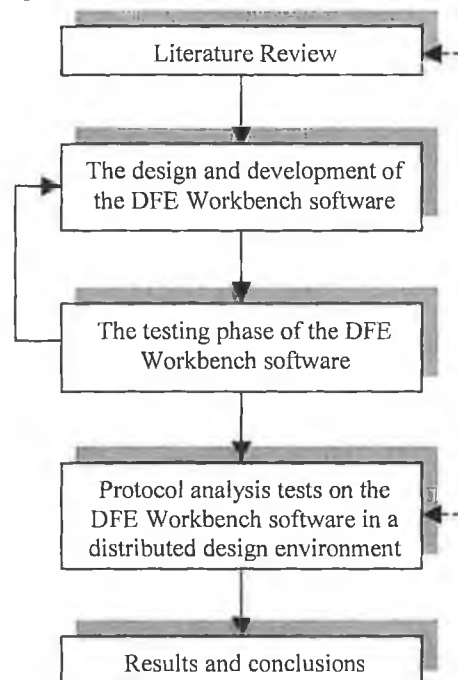 Literature Review
The design and development of
the DFE Workbench software
The testing phase of the DFE
Workbench software
Protocol analysis tests on the
DFE Workbench software in a
distributed design environment
Results and conclusions